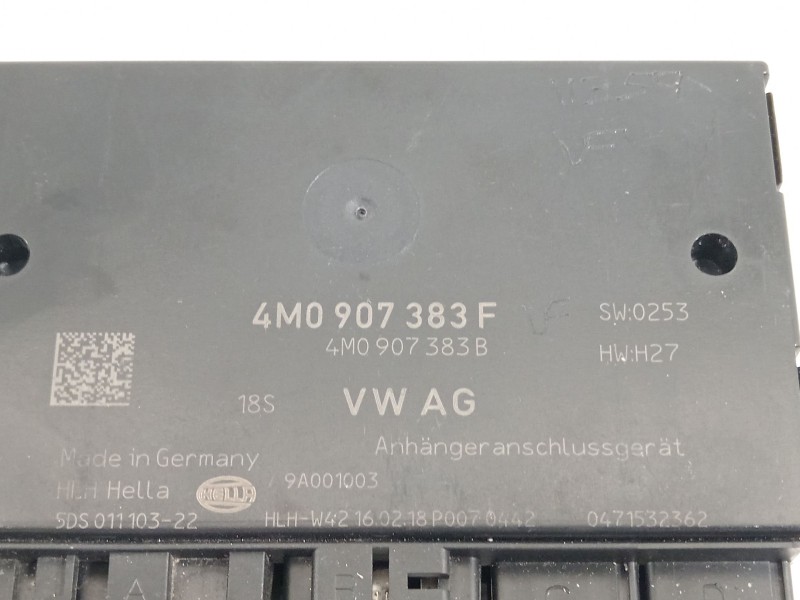 4M0 907 383 F
SW:0253
4M0 907 383 B
HW:H27
18S
VW AG
Anhängeranschlussgerät
Made in Germany
9A001003
HLH Hella
HELLA
5DS 011 103-22
HLH-W42 16.02.18 P007 0442
0471532362
A
B
C
D